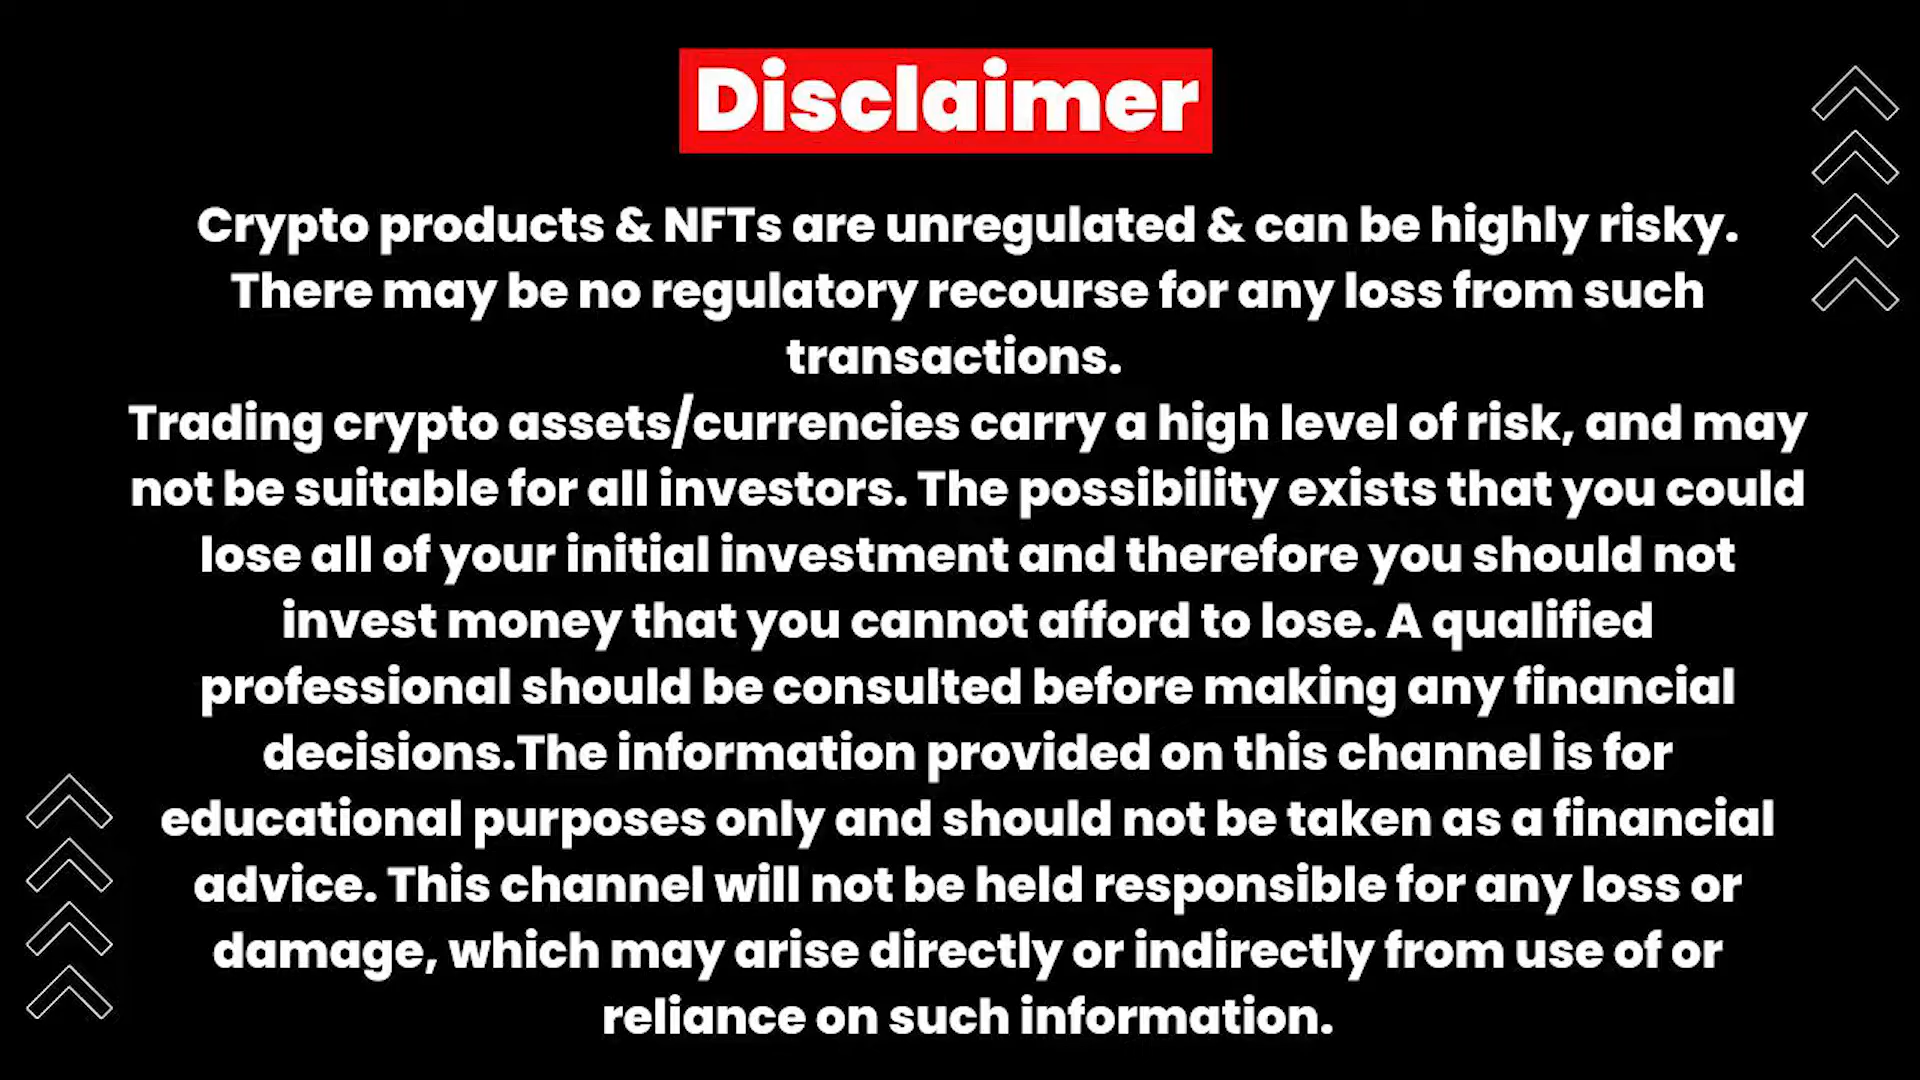 Disclaimer
Crypto products & NFTs are unregulated & can be highly risky.
There may be no regulatory recourse for any loss from such
transactions.
Trading crypto assets/currencies carry a high level of risk, and may
not be suitable for all investors. The possibility exists that you could
lose all of your initial investment and therefore you should not
invest money that you cannot afford to lose. A qualified
professional should be consulted before making any financial
decisions.The information provided on this channel is for
educational purposes only and should not be taken as a financial
advice. This channel will not be held responsible for any loss or
damage, which may arise directly or indirectly from use of or
reliance on such information.